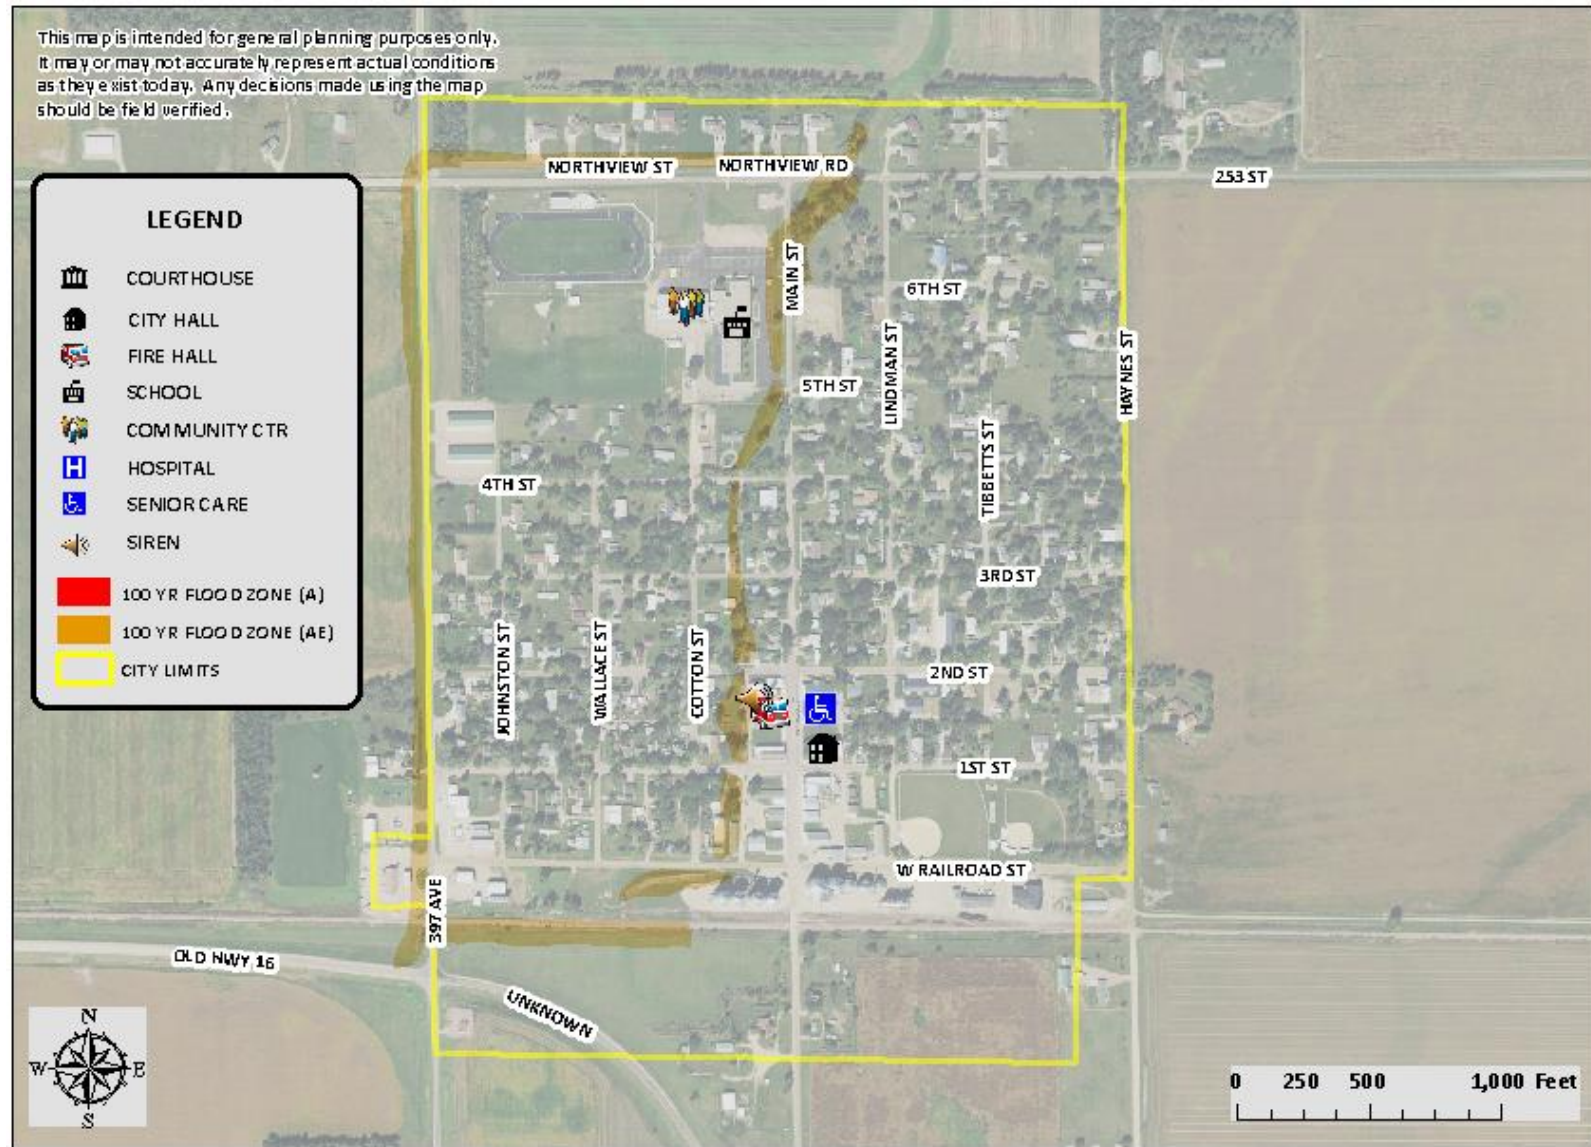 This map is intended for general planning purposes only.
It may or may not accurately represent actual conditions
as they exist today. Any decisions made using the map
should be field verified.
NORTHVIEW ST
NORTHVIEW RD
253 ST
LEGEND
COURTHOUSE
CITY HALL
FIRE HALL
SCHOOL
COMMUNITY CTR
H HOSPITAL
SENIOR CARE
SIREN
100 YR FLOOD ZONE (A)
100 YR FLOOD ZONE (AE)
CITY LIMITS
MAIN ST
6TH ST
LINDMAN ST
HAYNES ST
5TH ST
TIBBETTS ST
4TH ST
3RD ST
JOHNSTON ST
WALLACE ST
COTTON ST
2ND ST
1ST ST
W RAILROAD ST
397 AVE
OLD HWY 16
UNKNOWN
N
W E
S
0 250 500 1,000 Feet